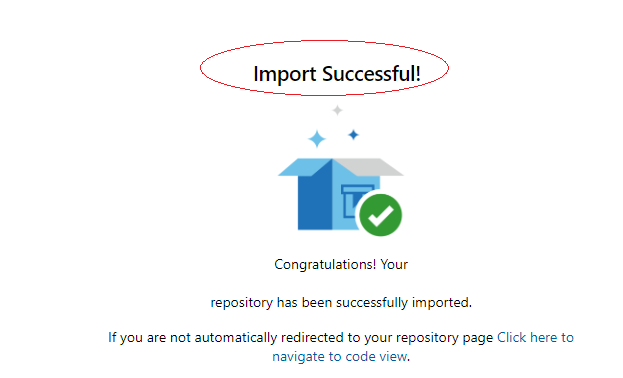 Import Successful!
Congratulations! Your
repository has been successfully imported.
If you are not automatically redirected to your repository page Click here to
navigate to code view.